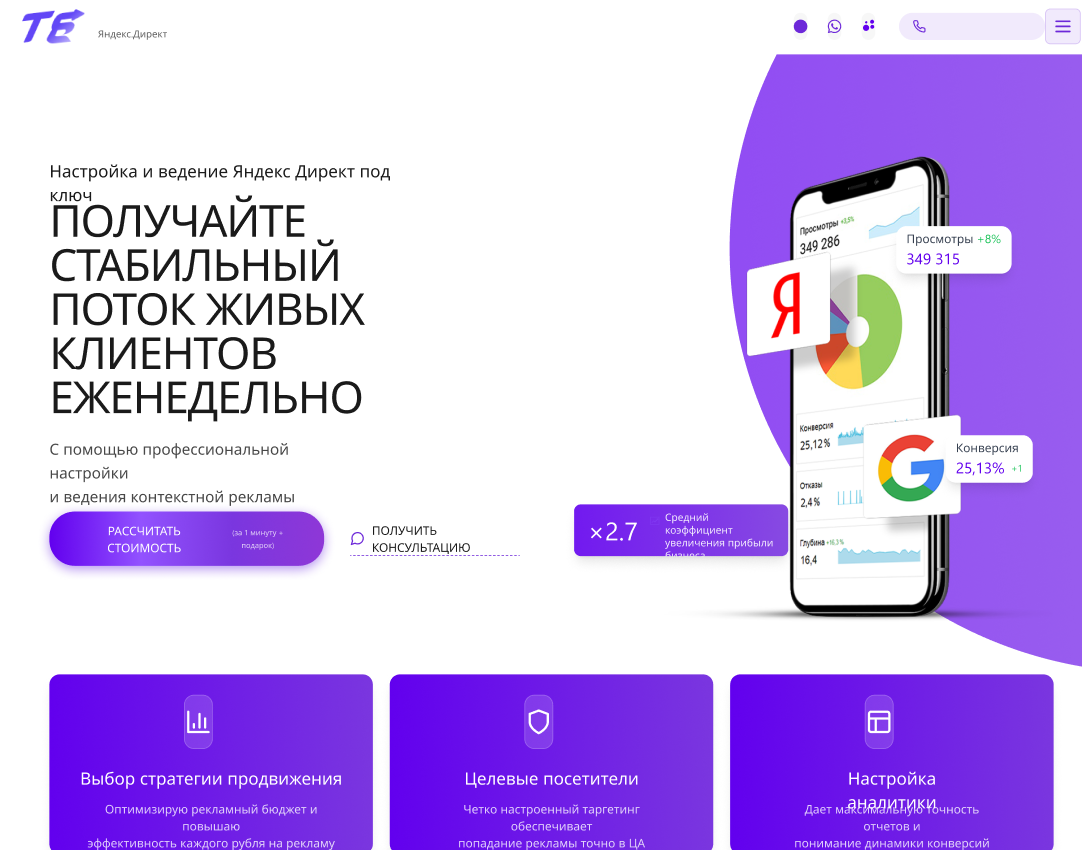 TE
Яндекс.Директ
Настройка и ведение Яндекс Директ под
ключ
ПОЛУЧАЙТЕ
СТАБИЛЬНЫЙ
ПОТОК ЖИВЫХ
КЛИЕНТОВ
ЕЖЕНЕДЕЛЬНО
С помощью профессиональной
настройки
и ведения контекстной рекламы
РАССЧИТАТЬ
СТОИМОСТЬ
(за 1 минуту +
подарок)
ПОЛУЧИТЬ
КОНСУЛЬТАЦИЮ
×2.7
Средний
коэффициент
увеличения прибыли
бизнеса
Просмотры +2,5%
349 286
Просмотры +8%
349 315
Я
Конверсия
25,12%
G
Конверсия
25,13% +1
Отказы
2,4 %
Глубина +16,3 %
16,4
Выбор стратегии продвижения
Оптимизирую рекламный бюджет и
повышаю
эффективность каждого рубля на рекламу
Целевые посетители
Четко настроенный таргетинг
обеспечивает
попадание рекламы точно в ЦА
Настройка
аналитики
Дает максимальную точность
отчетов и
понимание динамики конверсий